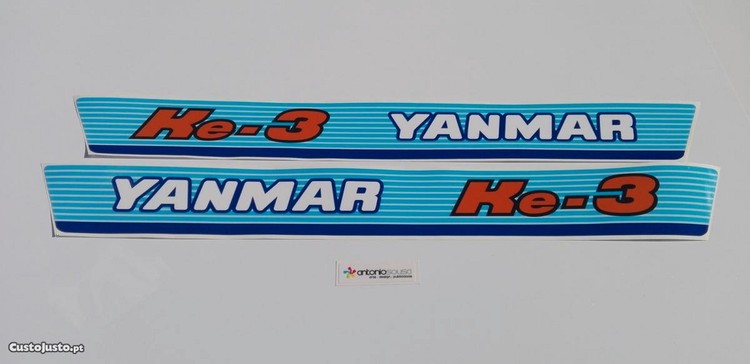 Ke-3 YANMAR
YANMAR Ke-3
antoniosousa
CustoJusto.pt